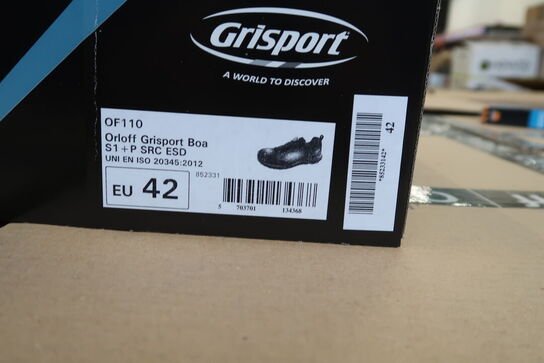 Grisport
A WORLD TO DISCOVER
OF110
Orloff Grisport Boa
S1+P SRC ESD
UNI EN ISO 20345:2012
EU 42
852331
5 703701 134368
42
*85233142*